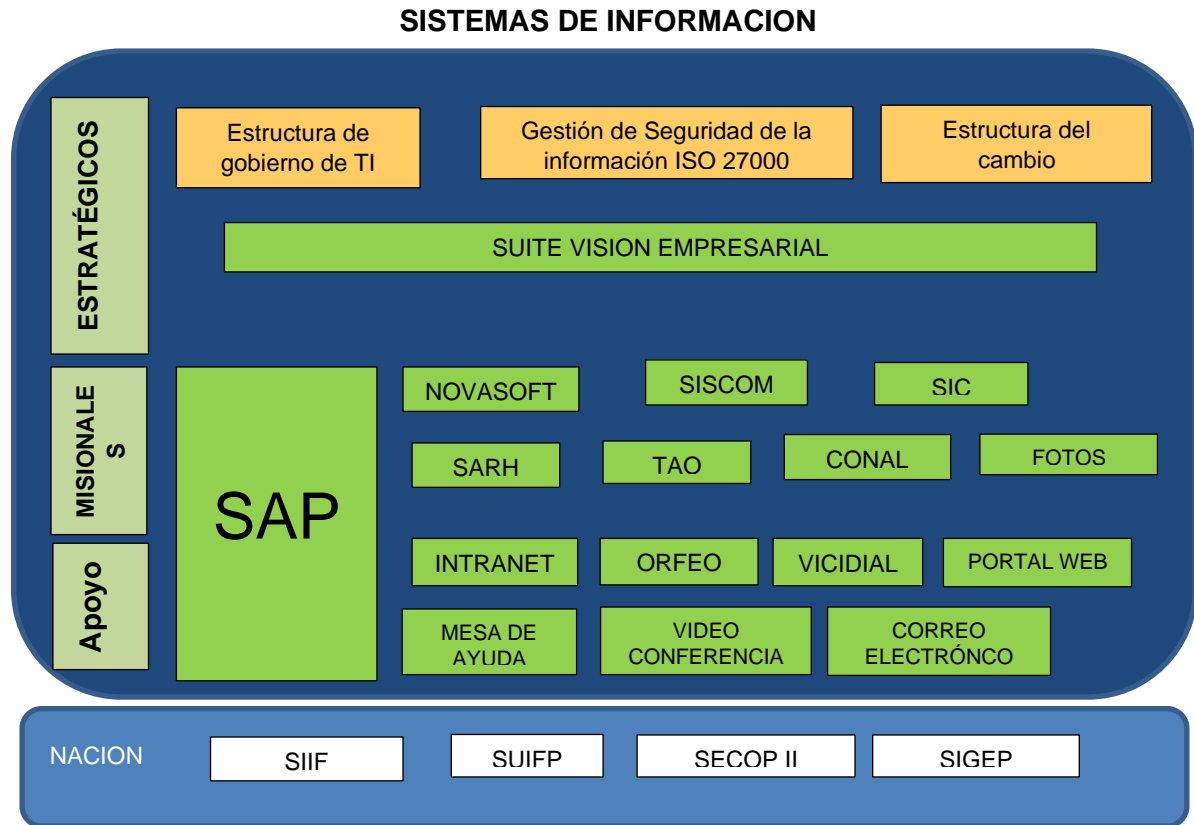 SISTEMAS DE INFORMACION
ESTRATÉGICOS
Estructura de
gobierno de TI
Gestión de Seguridad de la
información ISO 27000
Estructura del
cambio
SUITE VISION EMPRESARIAL
MISIONALE
S
SAP
NOVASOFT
SISCOM
SIC
SARH
TAO
CONAL
FOTOS
Apoyo
INTRANET
ORFEO
VICIDIAL
PORTAL WEB
MESA DE
AYUDA
VIDEO
CONFERENCIA
CORREO
ELECTRÓNCO
NACION
SIIF
SUIFP
SECOP II
SIGEP